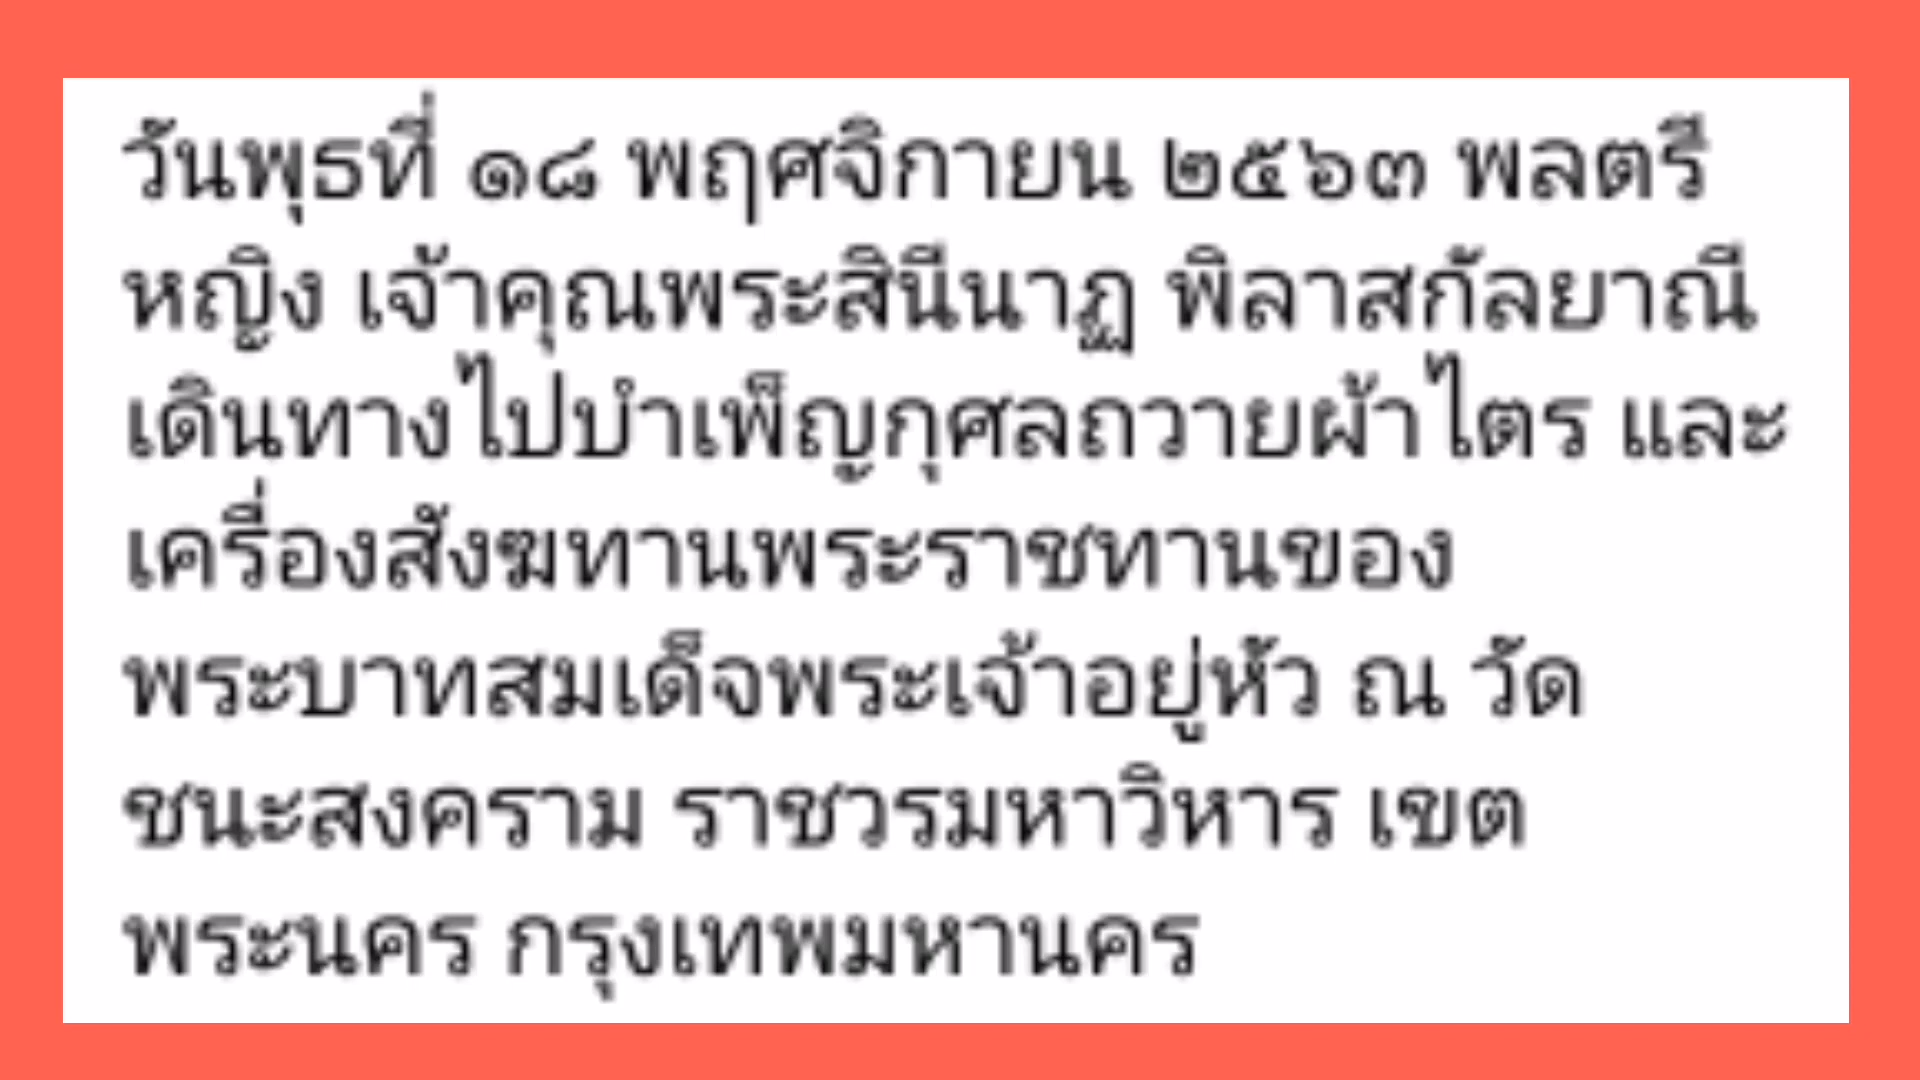 วันพุธที่ ๑๘ พฤศจิกายน ๒๕๖๓ พลตรี
หญิง เจ้าคุณพระสินีนาฏ พิลาสกัลยาณี
เดินทางไปบำเพ็ญกุศลถวายผ้าไตร และ
เครื่องสังฆทานพระราชทานของ
พระบาทสมเด็จพระเจ้าอยู่หัว ณ วัด
ชนะสงคราม ราชวรมหาวิหาร เขต
พระนคร กรุงเทพมหานคร